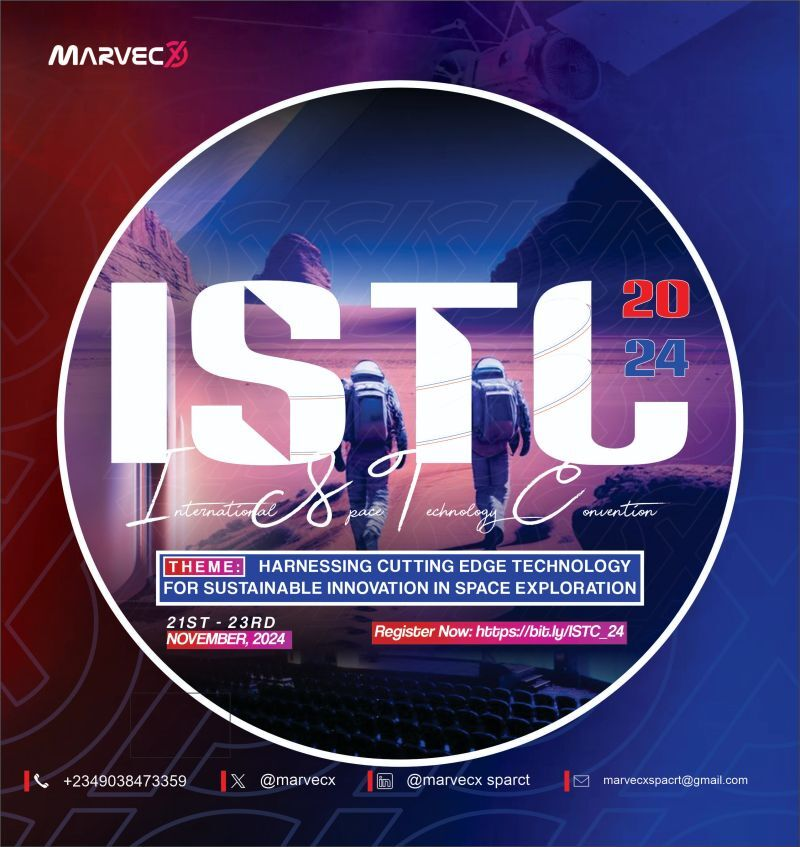 MARVECX
ISTC
20
24
International Space Technology Convention
THEME: HARNESSING CUTTING EDGE TECHNOLOGY
FOR SUSTAINABLE INNOVATION IN SPACE EXPLORATION
21ST - 23RD
NOVEMBER, 2024
Register Now: https://bit.ly/ISTC_24
+2349038473359
@marvecx
@marvecx sparct
marvecxspacrt@gmail.com